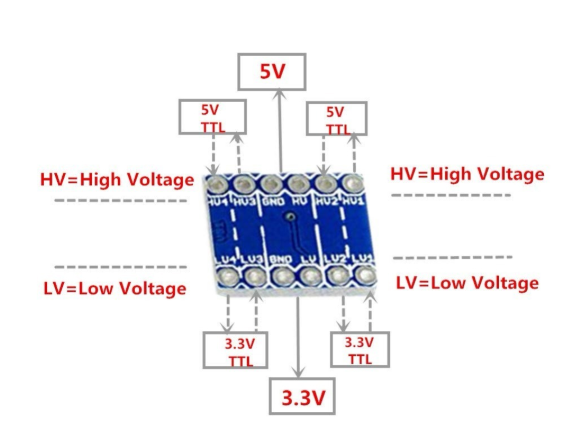 5V
5V
TTL
5V
TTL
HV=High Voltage
HV=High Voltage
HV4 HV3 GND HV HV2 HV1
LV4 LV3 GND LV LV2 LV1
LV=Low Voltage
LV=Low Voltage
3.3V
TTL
3.3V
TTL
3.3V